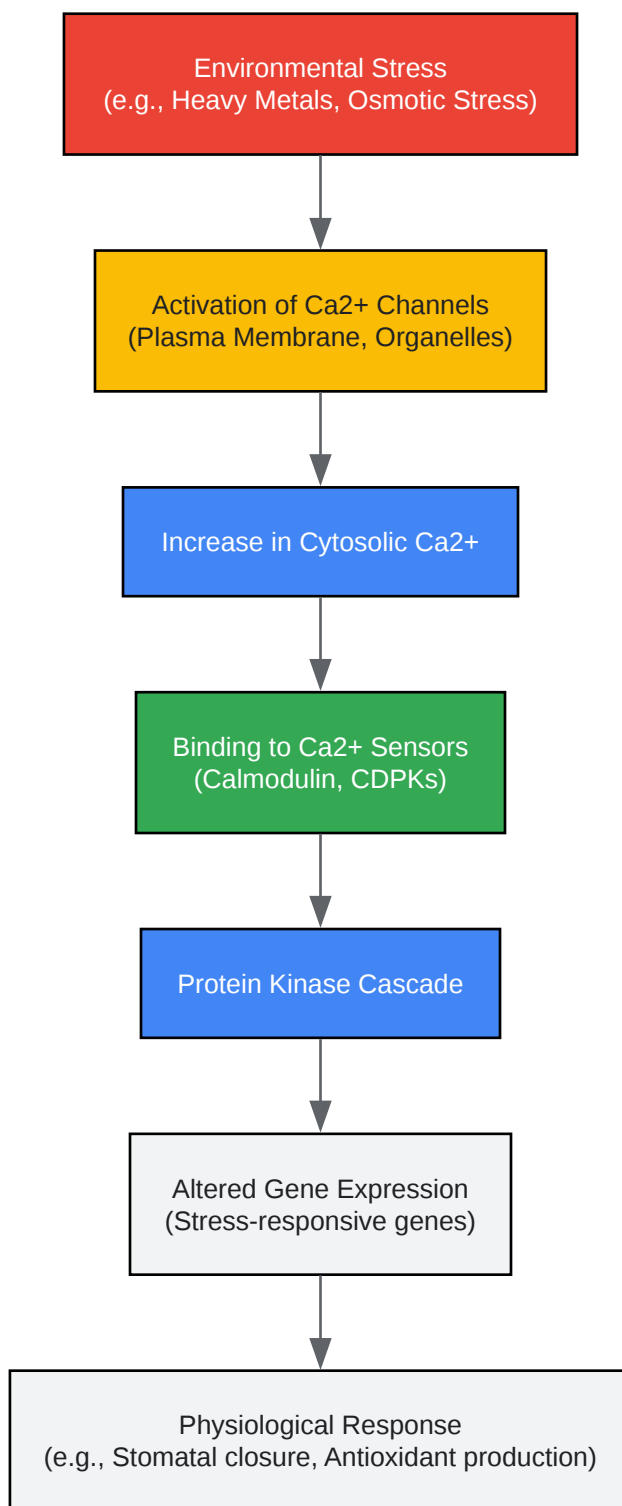 Environmental Stress
(e.g., Heavy Metals, Osmotic Stress)
Activation of Ca2+ Channels
(Plasma Membrane, Organelles)
Increase in Cytosolic Ca2+
Binding to Ca2+ Sensors
(Calmodulin, CDPKs)
Protein Kinase Cascade
Altered Gene Expression
(Stress-responsive genes)
Physiological Response
(e.g., Stomatal closure, Antioxidant production)